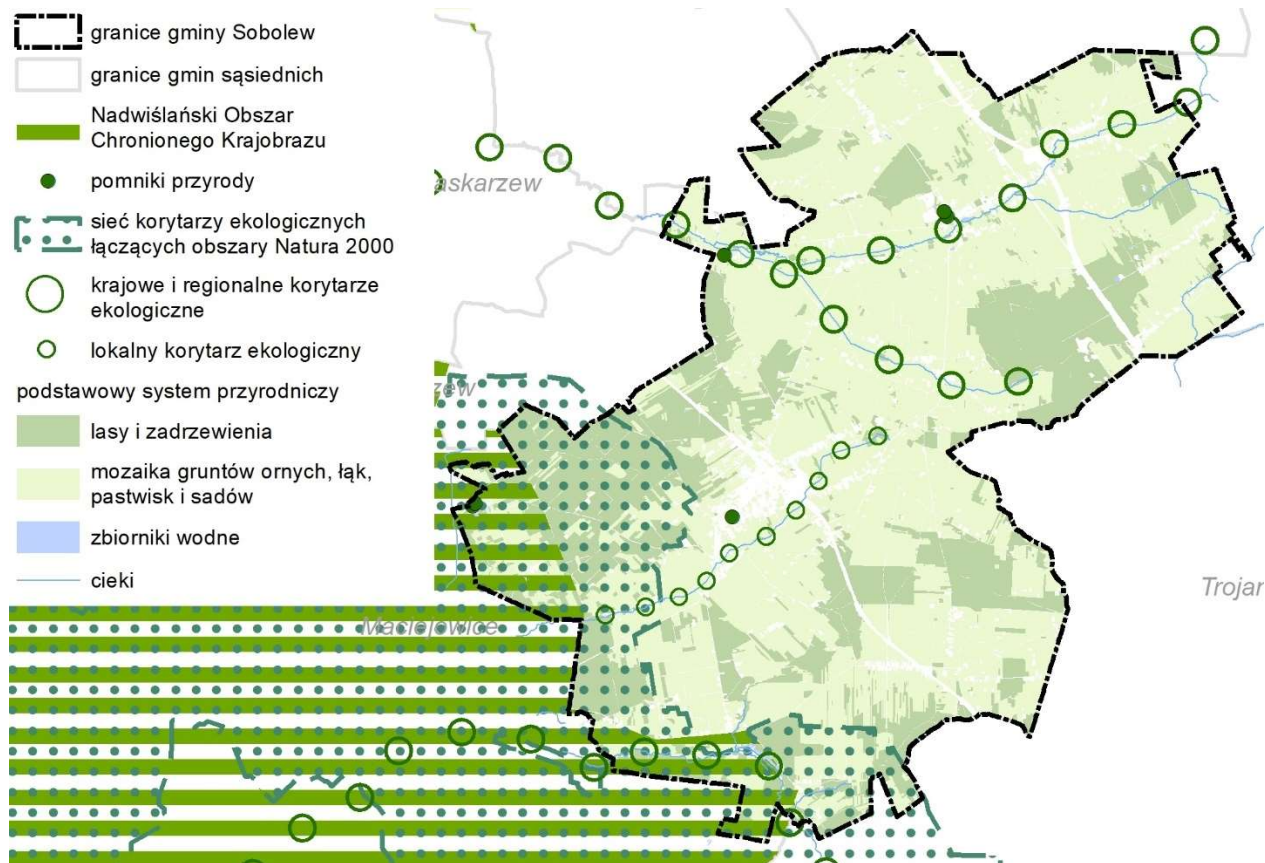 granice gminy Sobolew
granice gmin sąsiednich
Nadwiślański Obszar
Chronionego Krajobrazu
pomniki przyrody
sieć korytarzy ekologicznych
łączących obszary Natura 2000
krajowe i regionalne korytarze
ekologiczne
lokalny korytarz ekologiczny
podstawowy system przyrodniczy
lasy i zadrzewienia
mozaika gruntów ornych, łąk,
pastwisk i sadów
zbiorniki wodne
cieki
askarzew
zew
Maciejowice
Trojan